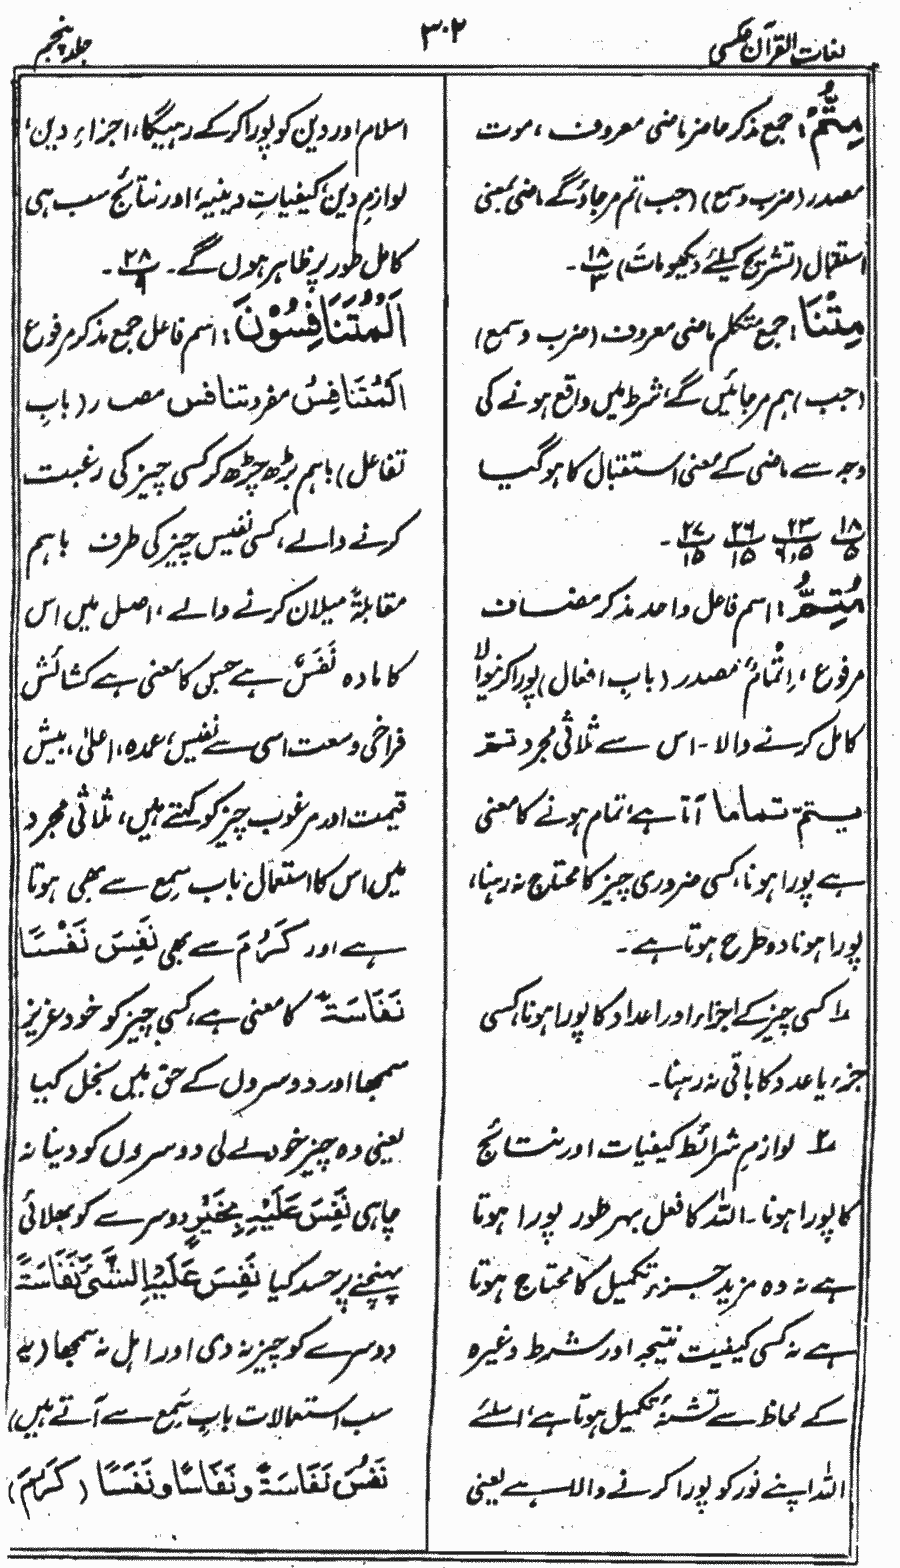 لغات القرآن عکسی
۳۰۲
جلد پنجم
مِتُّمْ: جمع مذکر حاضر ماضی معروف، موت
مصدر (ضرب و سمع) (جب) تم مرجاؤ گے ماضی بمعنی
استقبال (تشریح کیلئے دیکھو ماتَ) ۱۸/۳ -
مِتْنَا: جمع متکلم ماضی معروف (ضرب و سمع)
(جب) ہم مرجائیں گے، شرط میں واقع ہونے کی
وجہ سے ماضی کے معنی استقبال کا ہوگیا
۱۸/۵ ۲۳/۹،۵ ۲۶/۱۵ ۲۷/۱۵ -
مُتِمُّ: اسم فاعل واحد مذکر مضاف
مرفوع، اِتْمَامٌ مصدر (بابِ افعال) پورا کرنیوالا
کامل کرنے والا - اس سے ثلاثی مجرد تمّ
یتمّ تماما آتا ہے، تمام ہونے کا معنی
ہے پورا ہونا، کسی ضروری چیز کا محتاج نہ رہنا،
پورا ہونا دو طرح ہوتا ہے -
۱ کسی چیز کے اجزاء اور اعداد کا پورا ہونا، کسی
جزء یا عدد کا باقی نہ رہنا -
۲ لوازمِ شرائط کیفیات اور نتائج
کا پورا ہونا - اللہ کا فعل بہر طور پورا ہوتا
ہے نہ وہ مزید جزء تکمیل کا محتاج ہوتا
ہے نہ کسی کیفیت نتیجہ اور شرط وغیرہ
کے لحاظ سے تشنۂ تکمیل ہوتا ہے، اسلئے
اللہ اپنے نور کو پورا کرنے والا ہے یعنی
اسلام اور دین کو پورا کرکے رہیگا، اجزاءِ دین،
لوازمِ دین، کیفیاتِ دینیہ، اور نتائج سب ہی
کامل طور پر ظاہر ہوں گے - ۲۸/۹ -
اَلْمُتَنَافِسُوْنَ: اسم فاعل جمع مذکر مرفوع
اَلْمُتَنَافِسُ مفرد تنافس مصدر (بابِ
تفاعل) باہم بڑھ چڑھ کر کسی چیز کی رغبت
کرنے والے، کسی نفیس چیز کی طرف باہم
مقابلۃً میلان کرنے والے، اصل میں اس
کا مادہ نَفَسٌ ہے جس کا معنی ہے کشائش
فراخی وسعت اسی سے نفیس، عمدہ، اعلیٰ، بیش
قیمت اور مرغوب چیز کو کہتے ہیں، ثلاثی مجرد
میں اس کا استعمال باب سمِع سے بھی ہوتا
ہے اور کَرُمَ سے بھی نَفِسَ نَفْسًا
نَفَاسَۃً کا معنی ہے، کسی چیز کو خود عزیز
سمجھا اور دوسروں کے حق میں بخل کیا
یعنی وہ چیز خود لے لی دوسروں کو دینا نہ
چاہی نَفِسَ عَلَیْہِ بِخَیْرٍ دوسرے کو بھلائی
پہنچنے پر حسد کیا نَفِسَ عَلَیْہِ الشَّیْءَ نَفَاسَۃً
دوسرے کو چیز نہ دی اور اہل نہ سمجھا (یہ
سب استعمالات بابِ سَمِعَ سے آتے ہیں)
نَفُسَ نَفَاسَۃً و نَفَاسًا و نَفَسًا (کَرُمَ)